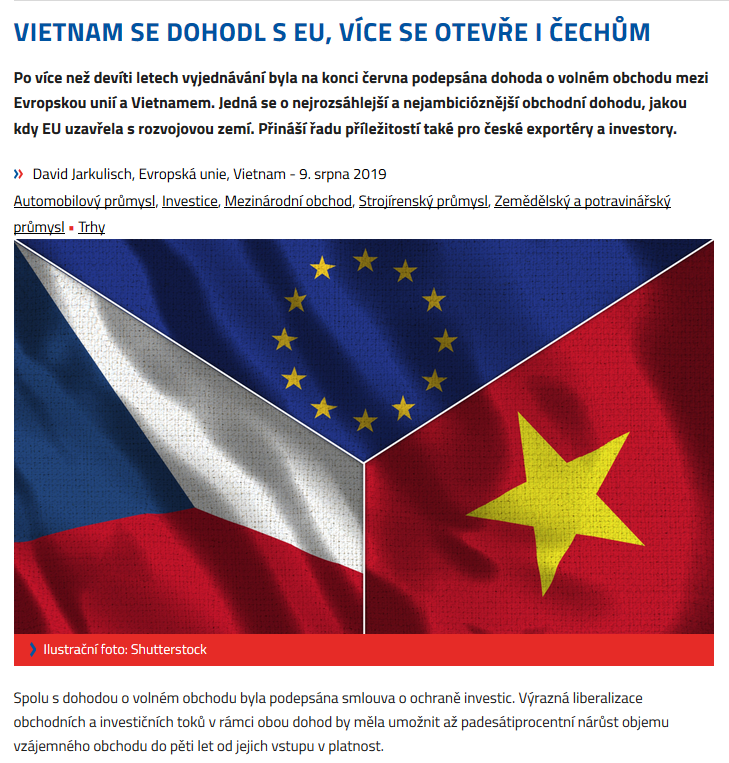 VIETNAM SE DOHODL S EU, VÍCE SE OTEVŘE I ČECHŮM
Po více než devíti letech vyjednávání byla na konci června podepsána dohoda o volném obchodu mezi
Evropskou unií a Vietnamem. Jedná se o nejrozsáhlejší a nejambicióznější obchodní dohodu, jakou
kdy EU uzavřela s rozvojovou zemí. Přináší řadu příležitostí také pro české exportéry a investory.
David Jarkulisch, Evropská unie, Vietnam - 9. srpna 2019
Automobilový průmysl, Investice, Mezinárodní obchod, Strojírenský průmysl, Zemědělský a potravinářský
průmysl • Trhy
Ilustrační foto: Shutterstock
Spolu s dohodou o volném obchodu byla podepsána smlouva o ochraně investic. Výrazná liberalizace
obchodních a investičních toků v rámci obou dohod by měla umožnit až padesátiprocentní nárůst objemu
vzájemného obchodu do pěti let od jejich vstupu v platnost.